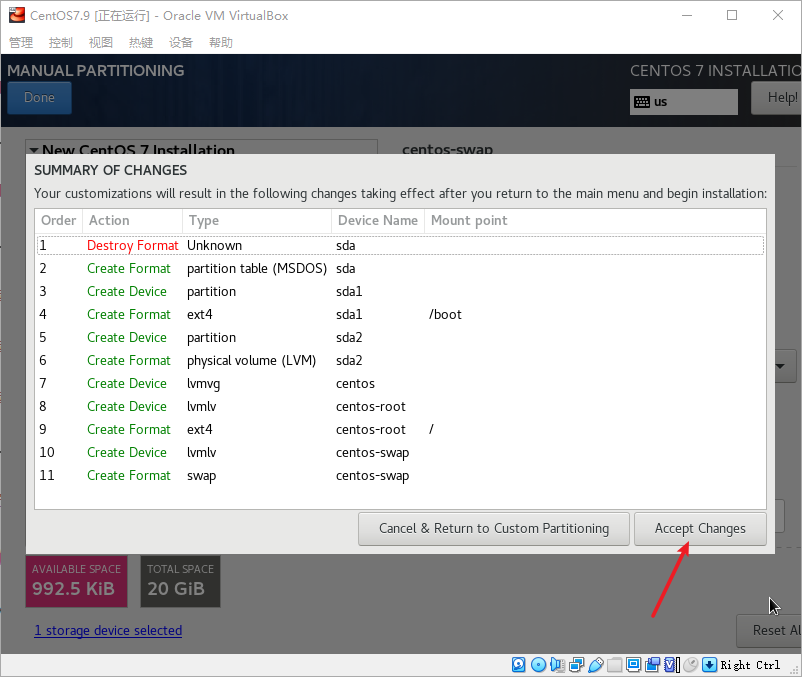 CentOS7.9 [正在运行] - Oracle VM VirtualBox
管理 控制 视图 热键 设备 帮助
MANUAL PARTITIONING
CENTOS 7 INSTALLATIO
Done
us
Help!
New CentOS 7 Installation
centos-swap
SUMMARY OF CHANGES
Your customizations will result in the following changes taking effect after you return to the main menu and begin installation:
Order Action Type Device Name Mount point
1 Destroy Format Unknown sda
2 Create Format partition table (MSDOS) sda
3 Create Device partition sda1
4 Create Format ext4 sda1 /boot
5 Create Device partition sda2
6 Create Format physical volume (LVM) sda2
7 Create Device lvmvg centos
8 Create Device lvmlv centos-root
9 Create Format ext4 centos-root /
10 Create Device lvmlv centos-swap
11 Create Format swap centos-swap
Cancel & Return to Custom Partitioning
Accept Changes
AVAILABLE SPACE
992.5 KiB
TOTAL SPACE
20 GiB
1 storage device selected
Reset Al
Right Ctrl